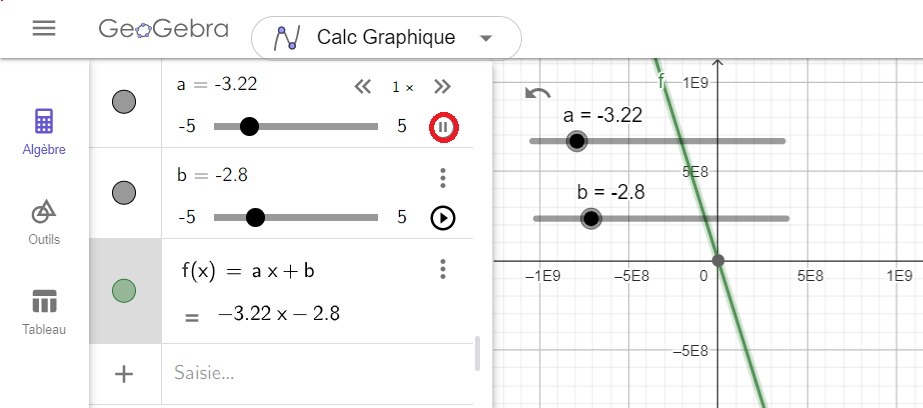 GeoGebra
Calc Graphique
Algèbre
Outils
Tableau
a = -3.22
1 ×
-5
5
b = -2.8
-5
5
f(x) = a x + b
= −3.22 x − 2.8
Saisie...
f
a = -3.22
b = -2.8
1E9
5E8
−5E8
−1E9
−5E8
0
5E8
1E9